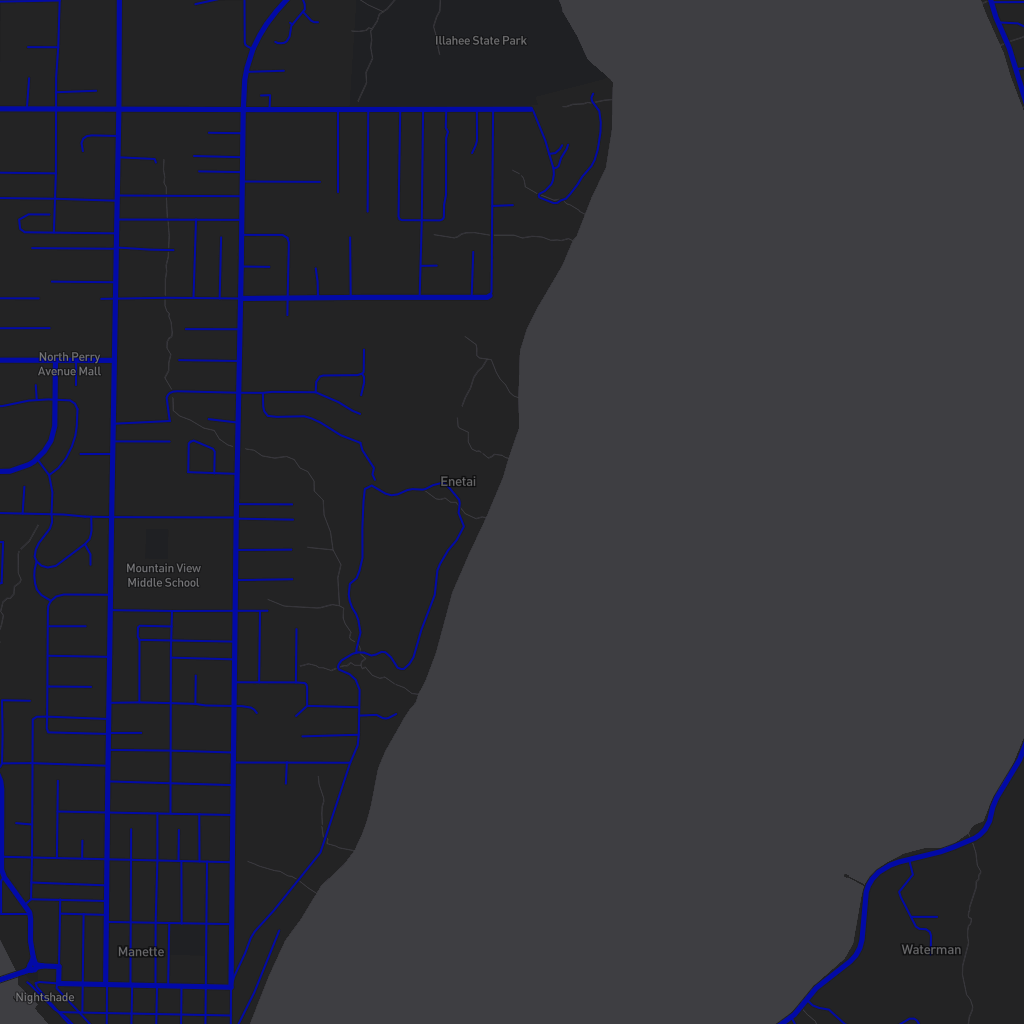 Illahee State Park
North Perry
Avenue Mall
Enetai
Mountain View
Middle School
Manette
Waterman
Nightshade